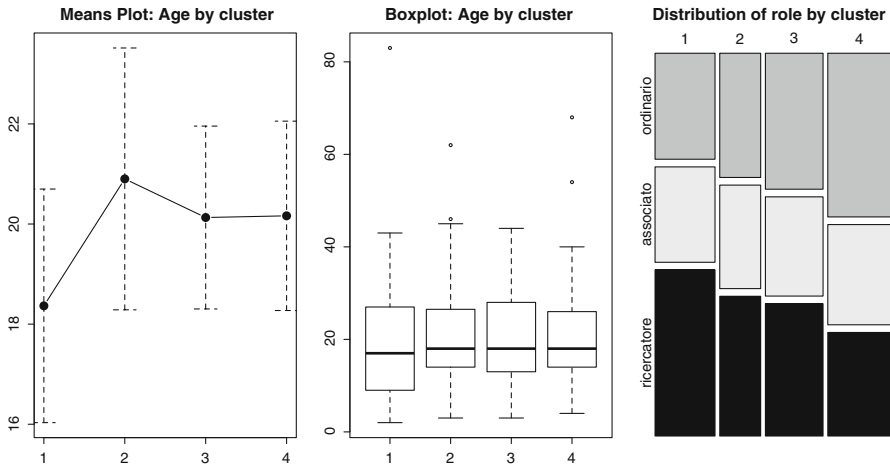 Means Plot: Age by cluster
22
20
18
16
1 2 3 4
Boxplot: Age by cluster
80
60
40
20
0
1 2 3 4
Distribution of role by cluster
1 2 3 4
ordinario
associato
ricercatore